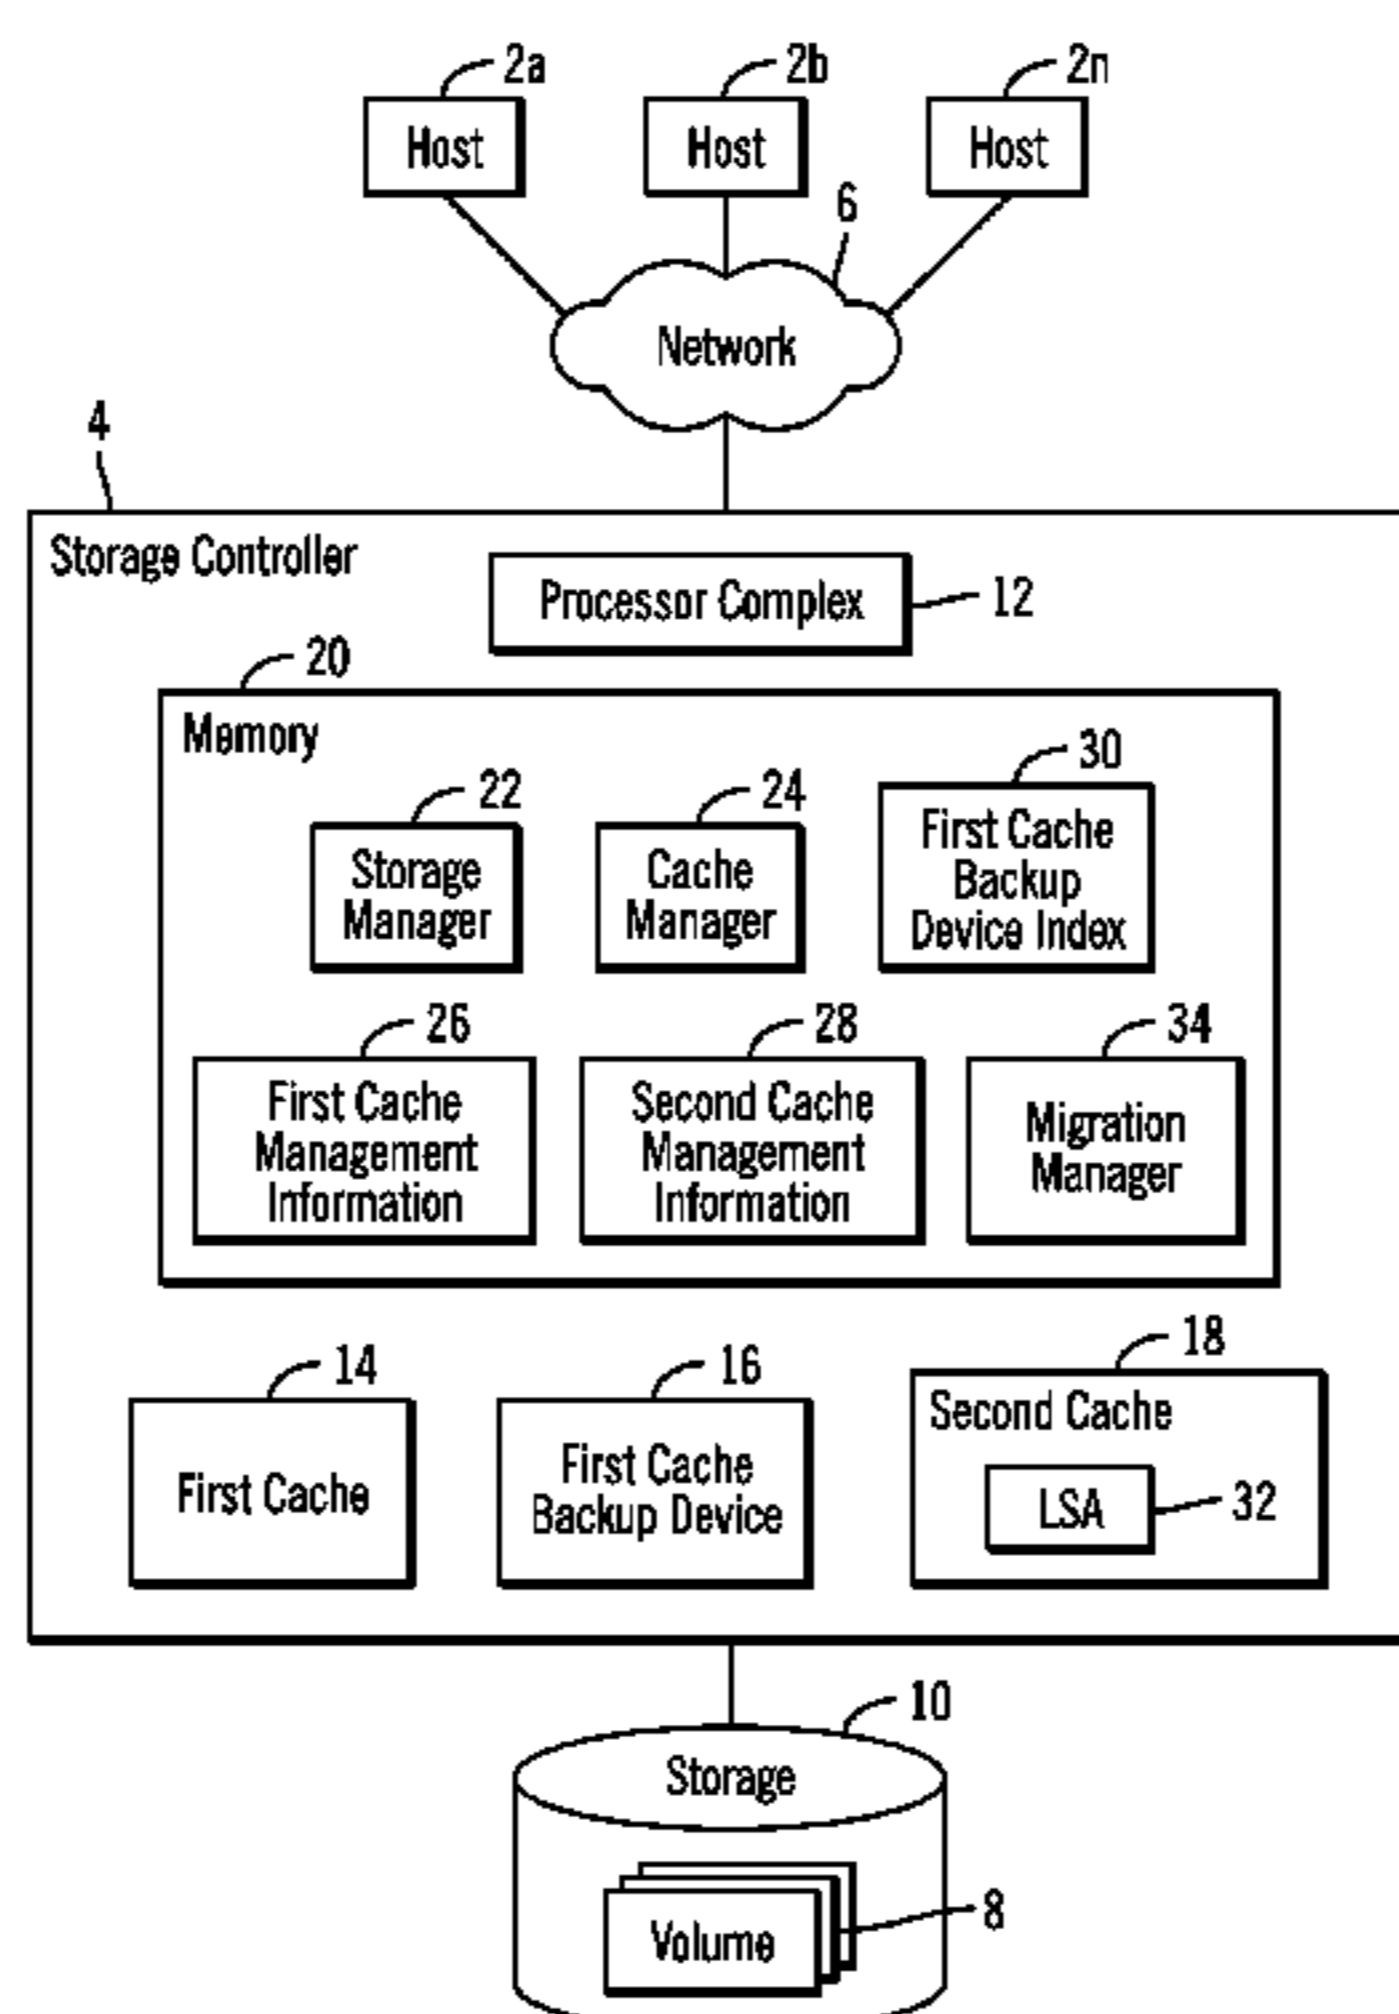 2a
2b
2n
Host
Host
Host
6
Network
4
Storage Controller
Processor Complex
12
20
Memory
22
24
30
Storage
Manager
Cache
Manager
First Cache
Backup
Device Index
26
28
34
First Cache
Management
Information
Second Cache
Management
Information
Migration
Manager
14
16
18
First Cache
First Cache
Backup Device
Second Cache
LSA
32
10
Storage
Volume
8